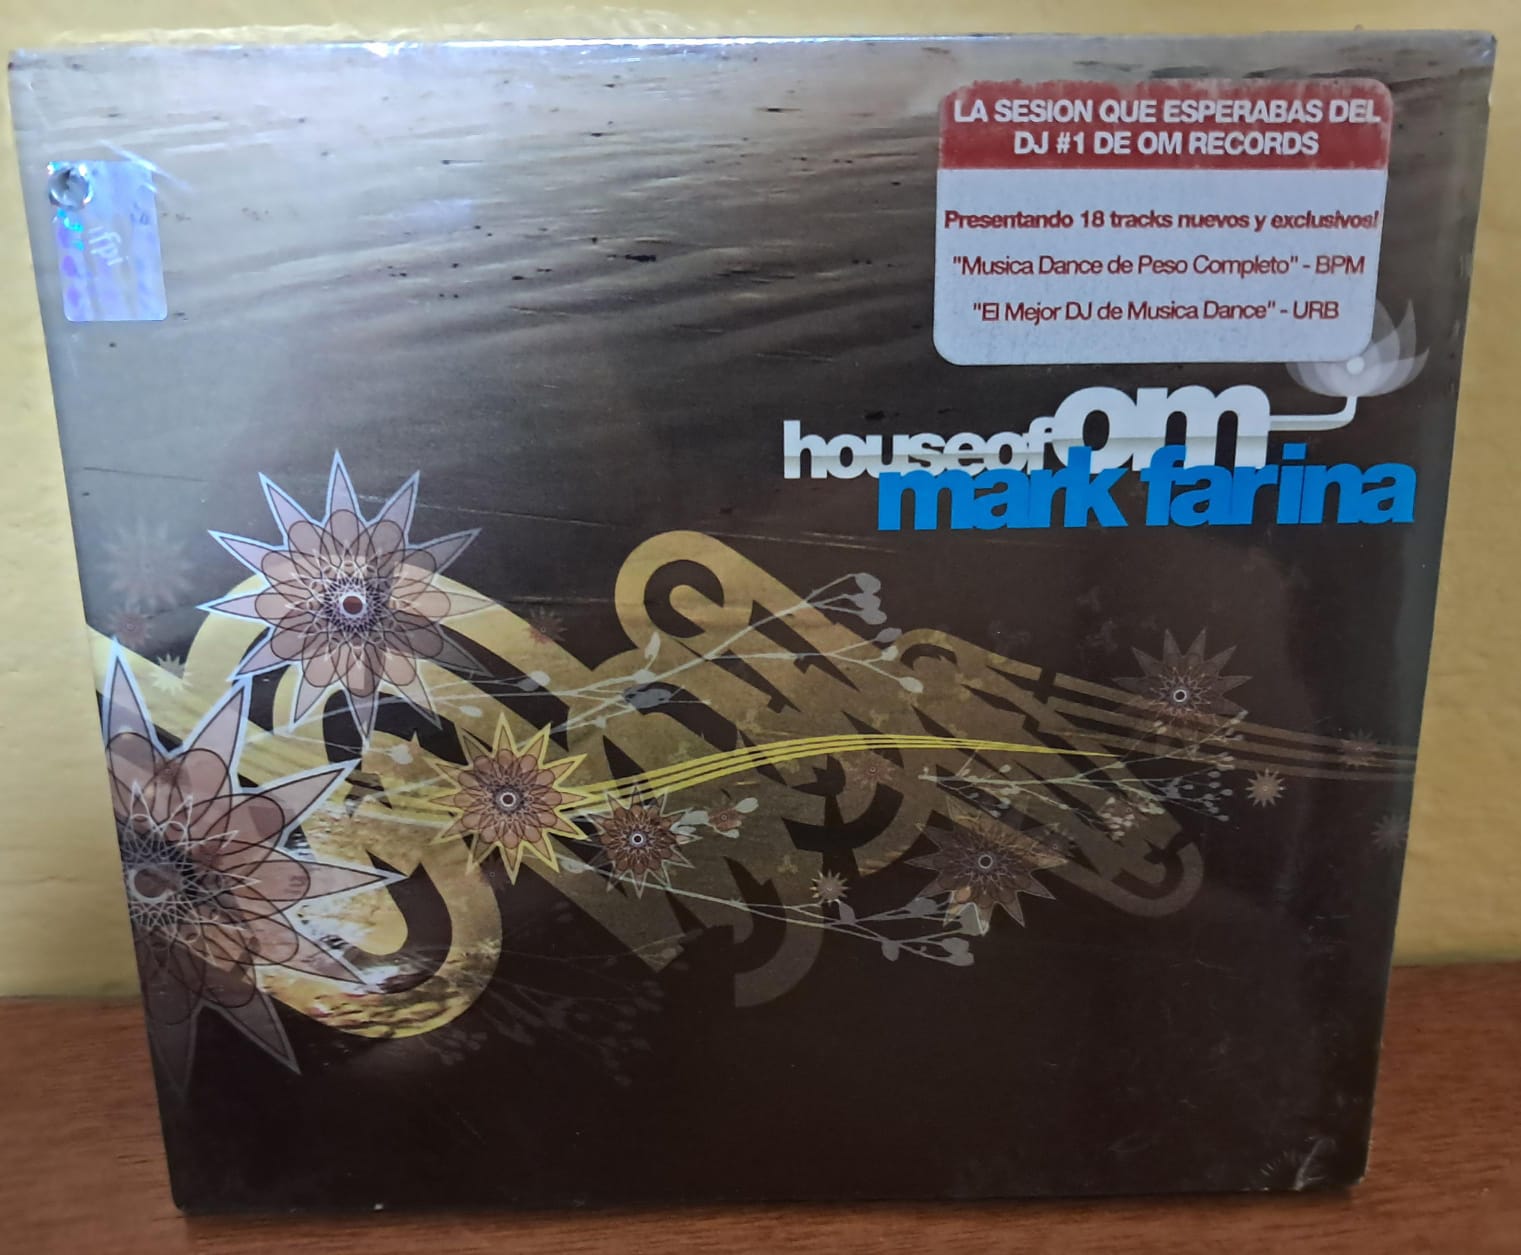 LA SESION QUE ESPERABAS DEL
DJ #1 DE OM RECORDS
Presentando 18 tracks nuevos y exclusivos!
"Musica Dance de Peso Completo" - BPM
"El Mejor DJ de Musica Dance" - URB
houseofom
mark farina
ifpi